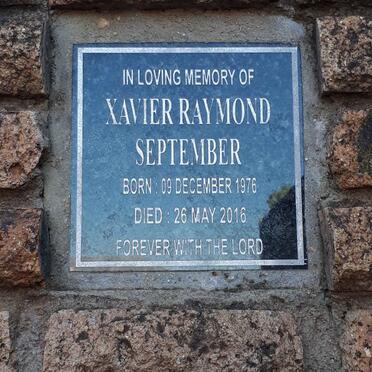 IN LOVING MEMORY OF
XAVIER RAYMOND
SEPTEMBER
BORN : 09 DECEMBER 1976
DIED : 26 MAY 2016
FOREVER WITH THE LORD